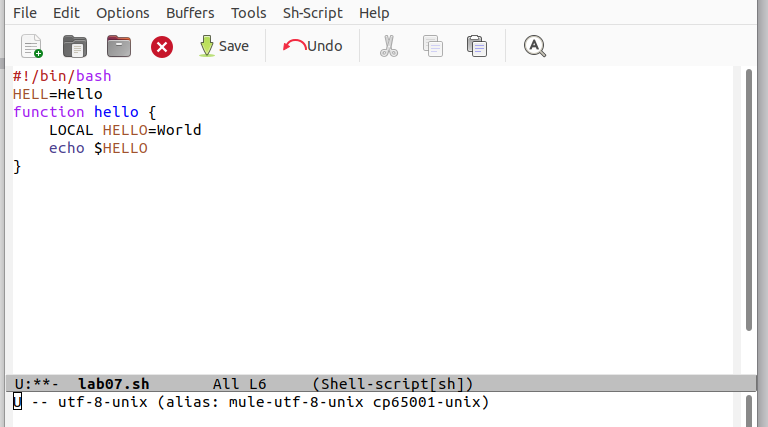 File Edit Options Buffers Tools Sh-Script Help
Save Undo
#!/bin/bash
HELL=Hello
function hello {
    LOCAL HELLO=World
    echo $HELLO
}
U:**-  lab07.sh       All L6     (Shell-script[sh])
U -- utf-8-unix (alias: mule-utf-8-unix cp65001-unix)